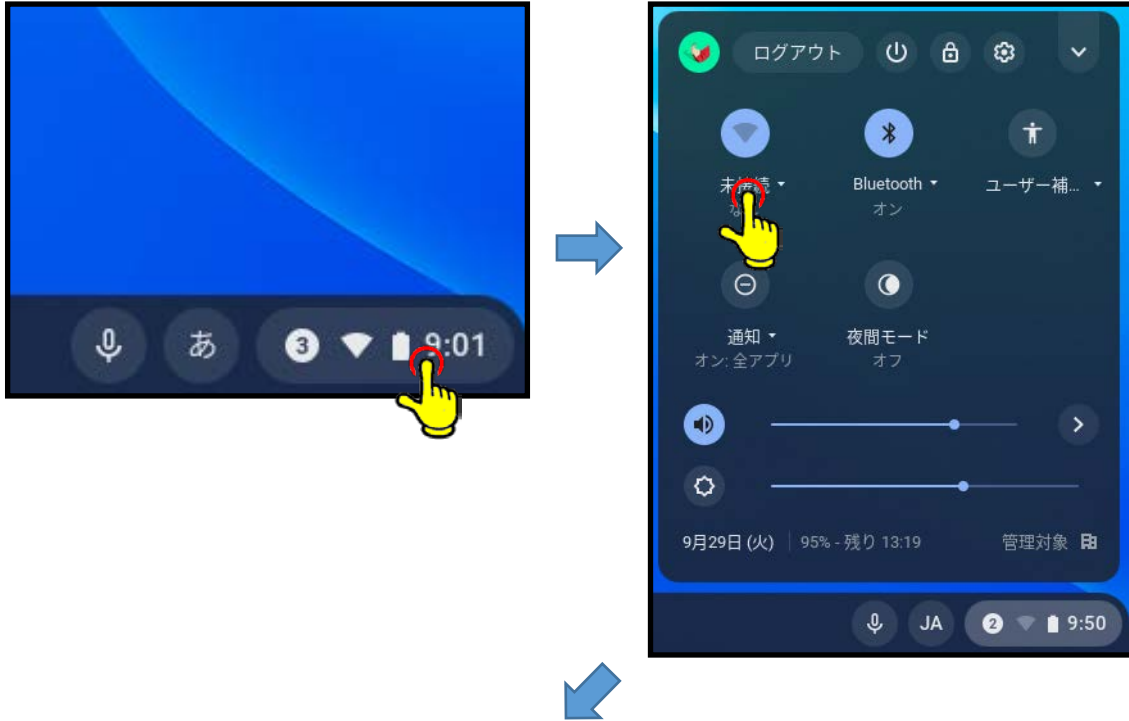 あ
3
9:01
ログアウト
未接続
Bluetooth
ユーザー補…
オン
通知
夜間モード
オン: 全アプリ
オフ
9月29日 (火)
95% - 残り 13:19
管理対象
JA
2
9:50